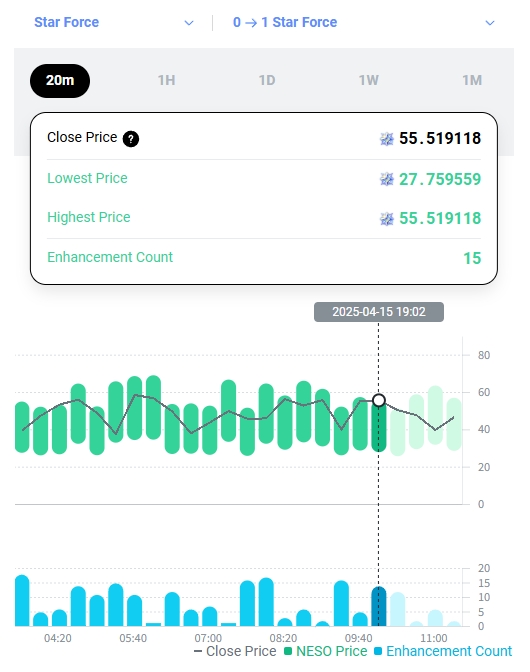 Star Force 0 → 1 Star Force
20m 1H 1D 1W 1M
Close Price ? 55.519118
Lowest Price 27.759559
Highest Price 55.519118
Enhancement Count 15
2025-04-15 19:02
80
60
40
20
0
20
15
10
5
0
04:20 05:40 07:00 08:20 09:40 11:00
Close Price NESO Price Enhancement Count